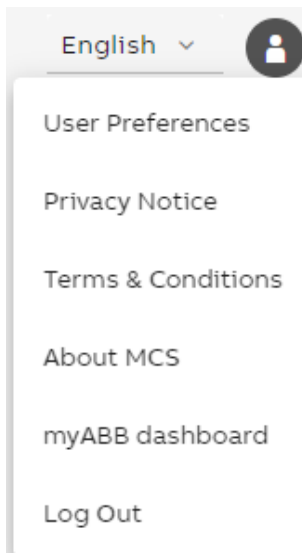 English
User Preferences
Privacy Notice
Terms & Conditions
About MCS
myABB dashboard
Log Out